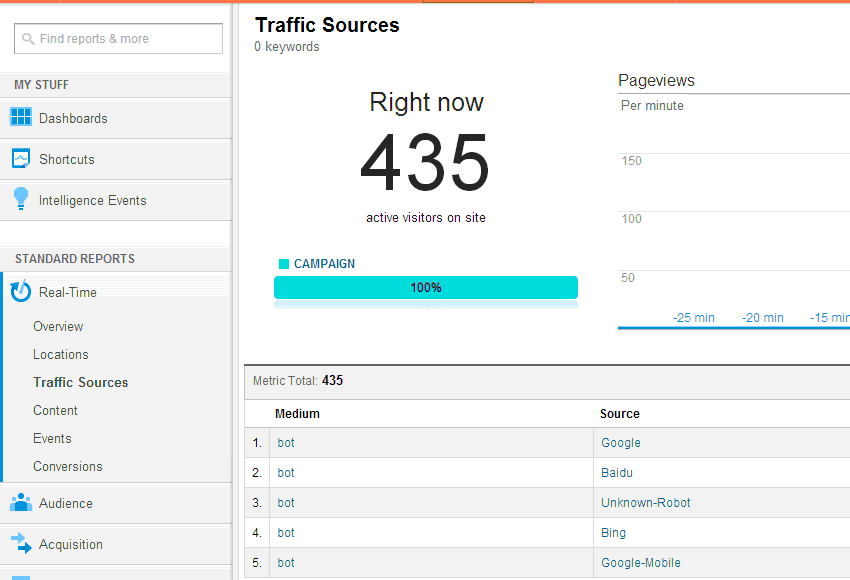 Find reports & more
MY STUFF
Dashboards
Shortcuts
Intelligence Events
STANDARD REPORTS
Real-Time
Overview
Locations
Traffic Sources
Content
Events
Conversions
Audience
Acquisition
Traffic Sources
0 keywords
Right now
435
active visitors on site
CAMPAIGN
100%
Pageviews
Per minute
150
100
50
-25 min -20 min -15 min
Metric Total: 435
Medium Source
1. bot Google
2. bot Baidu
3. bot Unknown-Robot
4. bot Bing
5. bot Google-Mobile